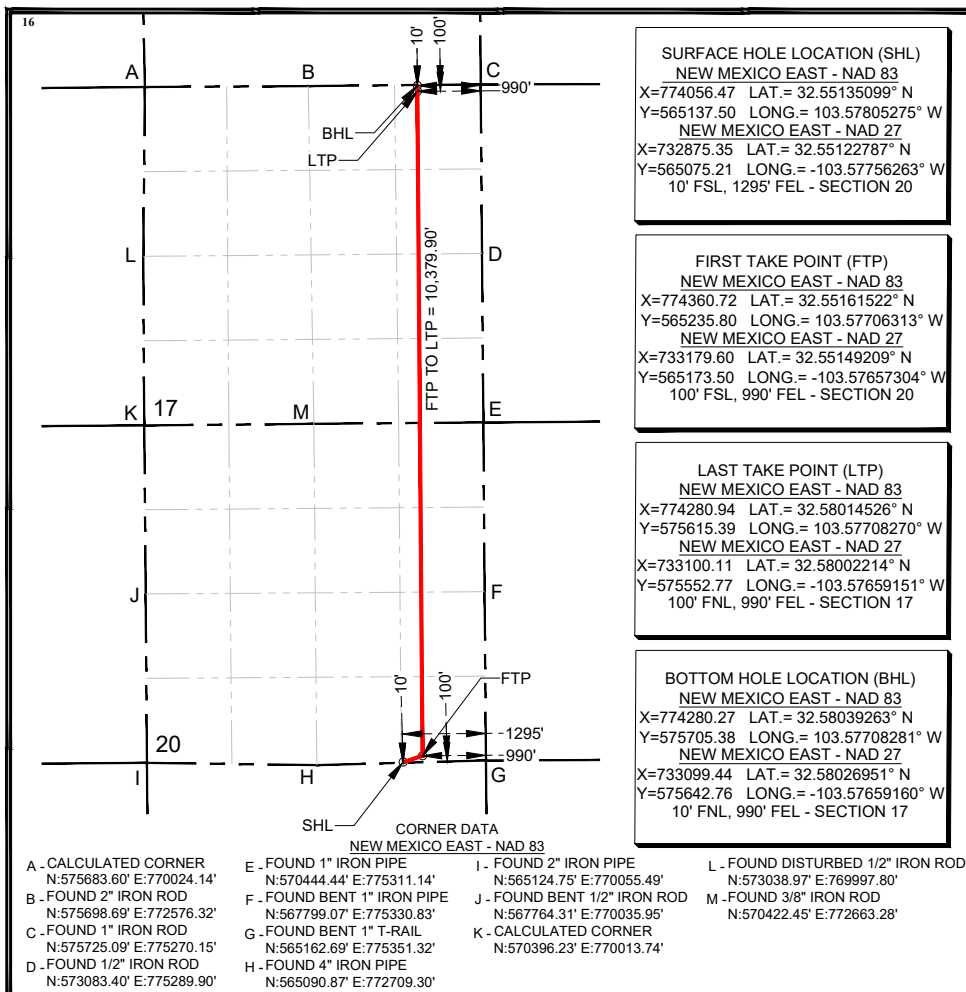 16
10'
100'
A
B
C
990'
BHL
LTP
L
D
FTP TO LTP = 10,379.90'
K
17
M
E
J
F
10'
100'
FTP
1295'
20
990'
I
H
G
SHL
SURFACE HOLE LOCATION (SHL)
NEW MEXICO EAST - NAD 83
X=774056.47 LAT.= 32.55135099° N
Y=565137.50 LONG.= 103.57805275° W
NEW MEXICO EAST - NAD 27
X=732875.35 LAT.= 32.55122787° N
Y=565075.21 LONG.= -103.57756263° W
10' FSL, 1295' FEL - SECTION 20
FIRST TAKE POINT (FTP)
NEW MEXICO EAST - NAD 83
X=774360.72 LAT.= 32.55161522° N
Y=565235.80 LONG.= 103.57706313° W
NEW MEXICO EAST - NAD 27
X=733179.60 LAT.= 32.55149209° N
Y=565173.50 LONG.= -103.57657304° W
100' FSL, 990' FEL - SECTION 20
LAST TAKE POINT (LTP)
NEW MEXICO EAST - NAD 83
X=774280.94 LAT.= 32.58014526° N
Y=575615.39 LONG.= 103.57708270° W
NEW MEXICO EAST - NAD 27
X=733100.11 LAT.= 32.58002214° N
Y=575552.77 LONG.= -103.57659151° W
100' FNL, 990' FEL - SECTION 17
BOTTOM HOLE LOCATION (BHL)
NEW MEXICO EAST - NAD 83
X=774280.27 LAT.= 32.58039263° N
Y=575705.38 LONG.= 103.57708281° W
NEW MEXICO EAST - NAD 27
X=733099.44 LAT.= 32.58026951° N
Y=575642.76 LONG.= -103.57659160° W
10' FNL, 990' FEL - SECTION 17
CORNER DATA
NEW MEXICO EAST - NAD 83
A - CALCULATED CORNER
N:575683.60' E:770024.14'
B - FOUND 2" IRON ROD
N:575698.69' E:772576.32'
C - FOUND 1" IRON ROD
N:575725.09' E:775270.15'
D - FOUND 1/2" IRON ROD
N:573083.40' E:775289.90'
E - FOUND 1" IRON PIPE
N:570444.44' E:775311.14'
F - FOUND BENT 1" IRON PIPE
N:567799.07' E:775330.83'
G - FOUND BENT 1" T-RAIL
N:565162.69' E:775351.32'
H - FOUND 4" IRON PIPE
N:565090.87' E:772709.30'
I - FOUND 2" IRON PIPE
N:565124.75' E:770055.49'
J - FOUND BENT 1/2" IRON ROD
N:567764.31' E:770035.95'
K - CALCULATED CORNER
N:570396.23' E:770013.74'
L - FOUND DISTURBED 1/2" IRON ROD
N:573038.97' E:769997.80'
M - FOUND 3/8" IRON ROD
N:570422.45' E:772663.28'